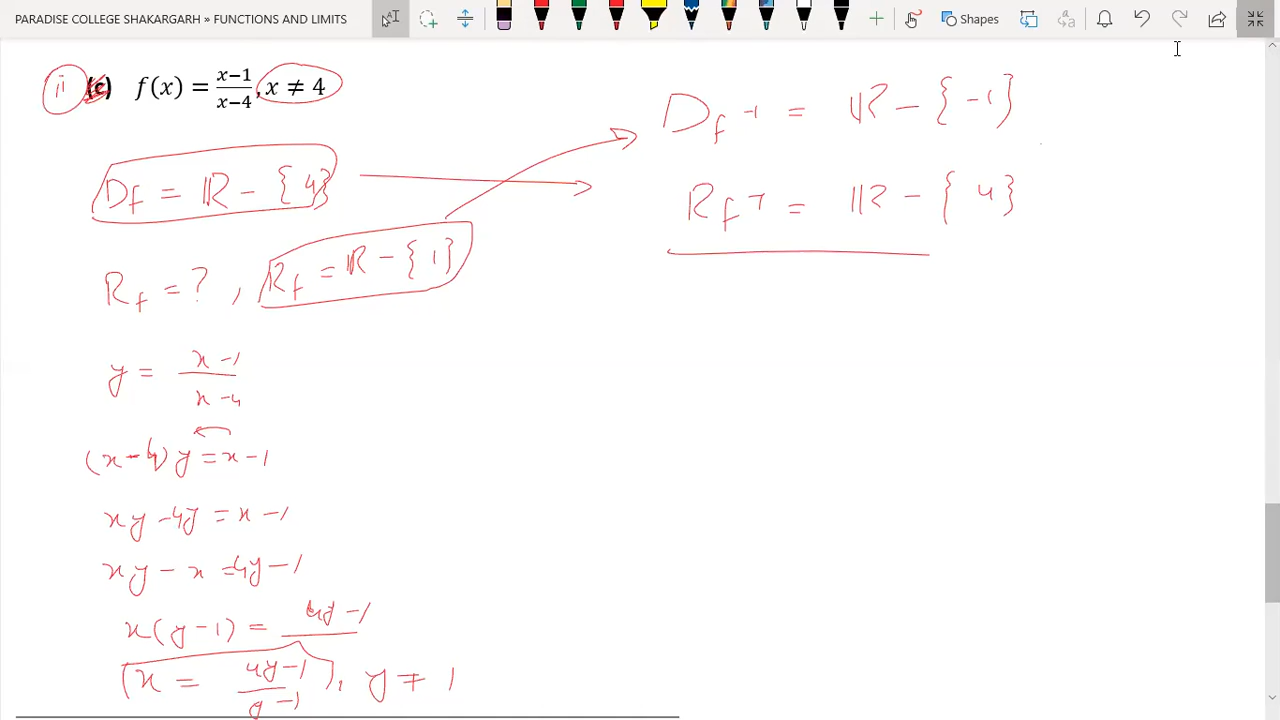 PARADISE COLLEGE SHAKARGARH » FUNCTIONS AND LIMITS
Shapes
ii (c) f(x) = (x−1)/(x−4), x ≠ 4
Df = ℝ − {4}
Rf = ? , Rf = ℝ − {1}
y = (x−1)/(x−4)
(x−4) y = x−1
xy − 4y = x − 1
xy − x = 4y − 1
x(y−1) = 4y −1
x = (4y−1)/(y−1), y ≠ 1
Df⁻¹ = ℝ − {-1}
Rf⁻¹ = ℝ − {4}